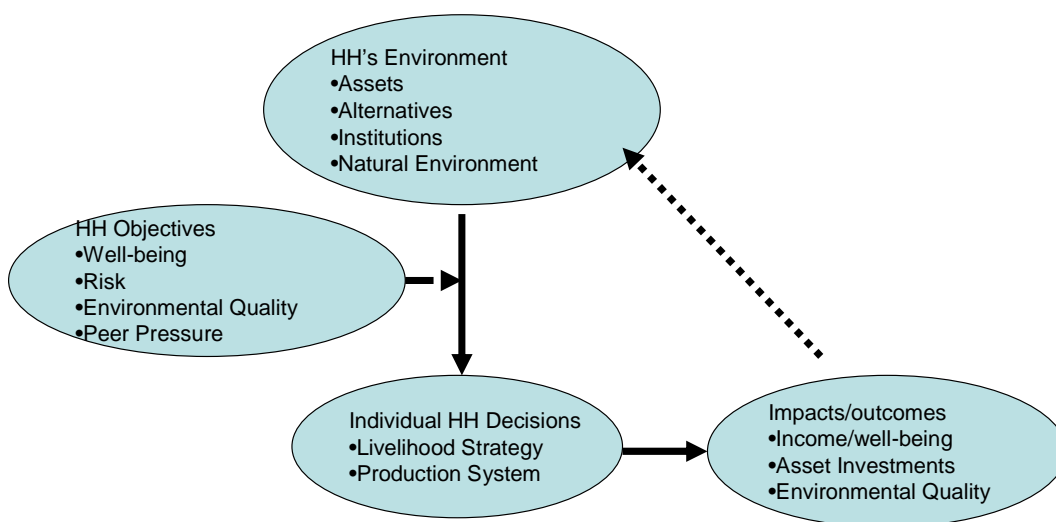 HH's Environment
•Assets
•Alternatives
•Institutions
•Natural Environment
HH Objectives
•Well-being
•Risk
•Environmental Quality
•Peer Pressure
Individual HH Decisions
•Livelihood Strategy
•Production System
Impacts/outcomes
•Income/well-being
•Asset Investments
•Environmental Quality